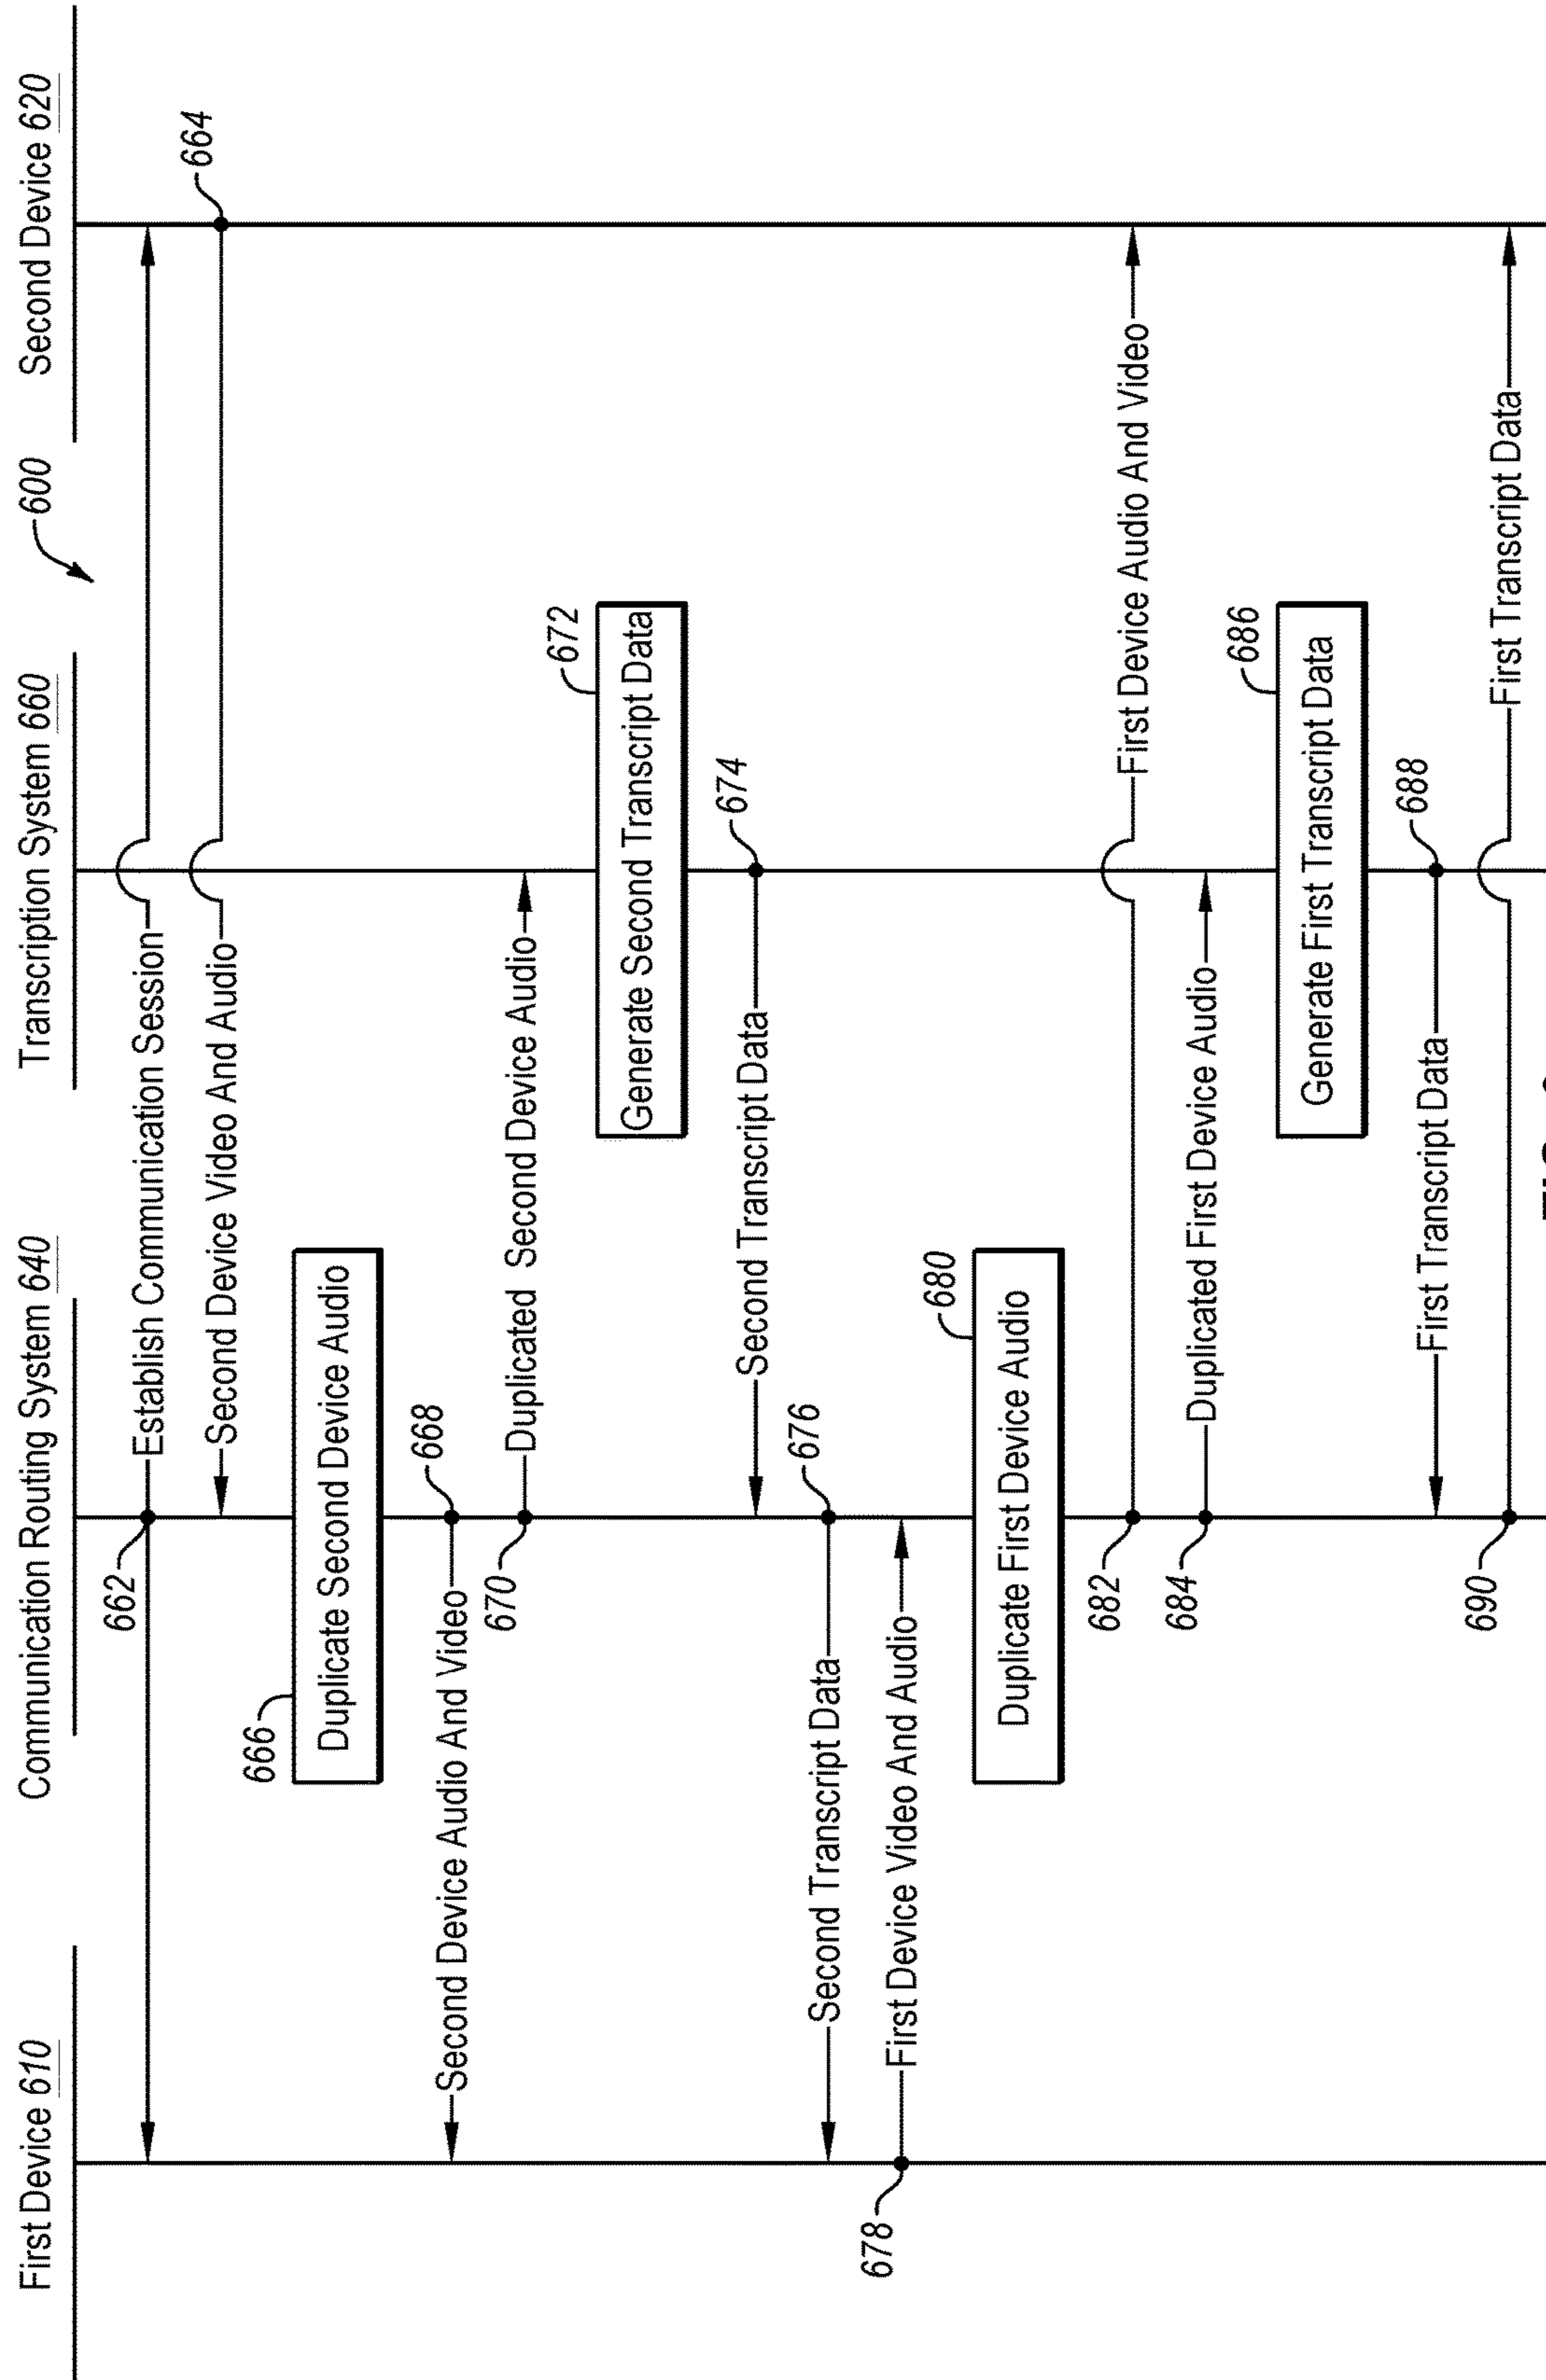 600
First Device 610
Communication Routing System 640
Transcription System 660
Second Device 620
662
Establish Communication Session
664
Second Device Video And Audio
666
Duplicate Second Device Audio
668
Second Device Audio And Video
670
Duplicated Second Device Audio
672
Generate Second Transcript Data
674
Second Transcript Data
676
Second Transcript Data
678
First Device Video And Audio
680
Duplicate First Device Audio
682
First Device Audio And Video
684
Duplicated First Device Audio
686
Generate First Transcript Data
688
First Transcript Data
690
First Transcript Data